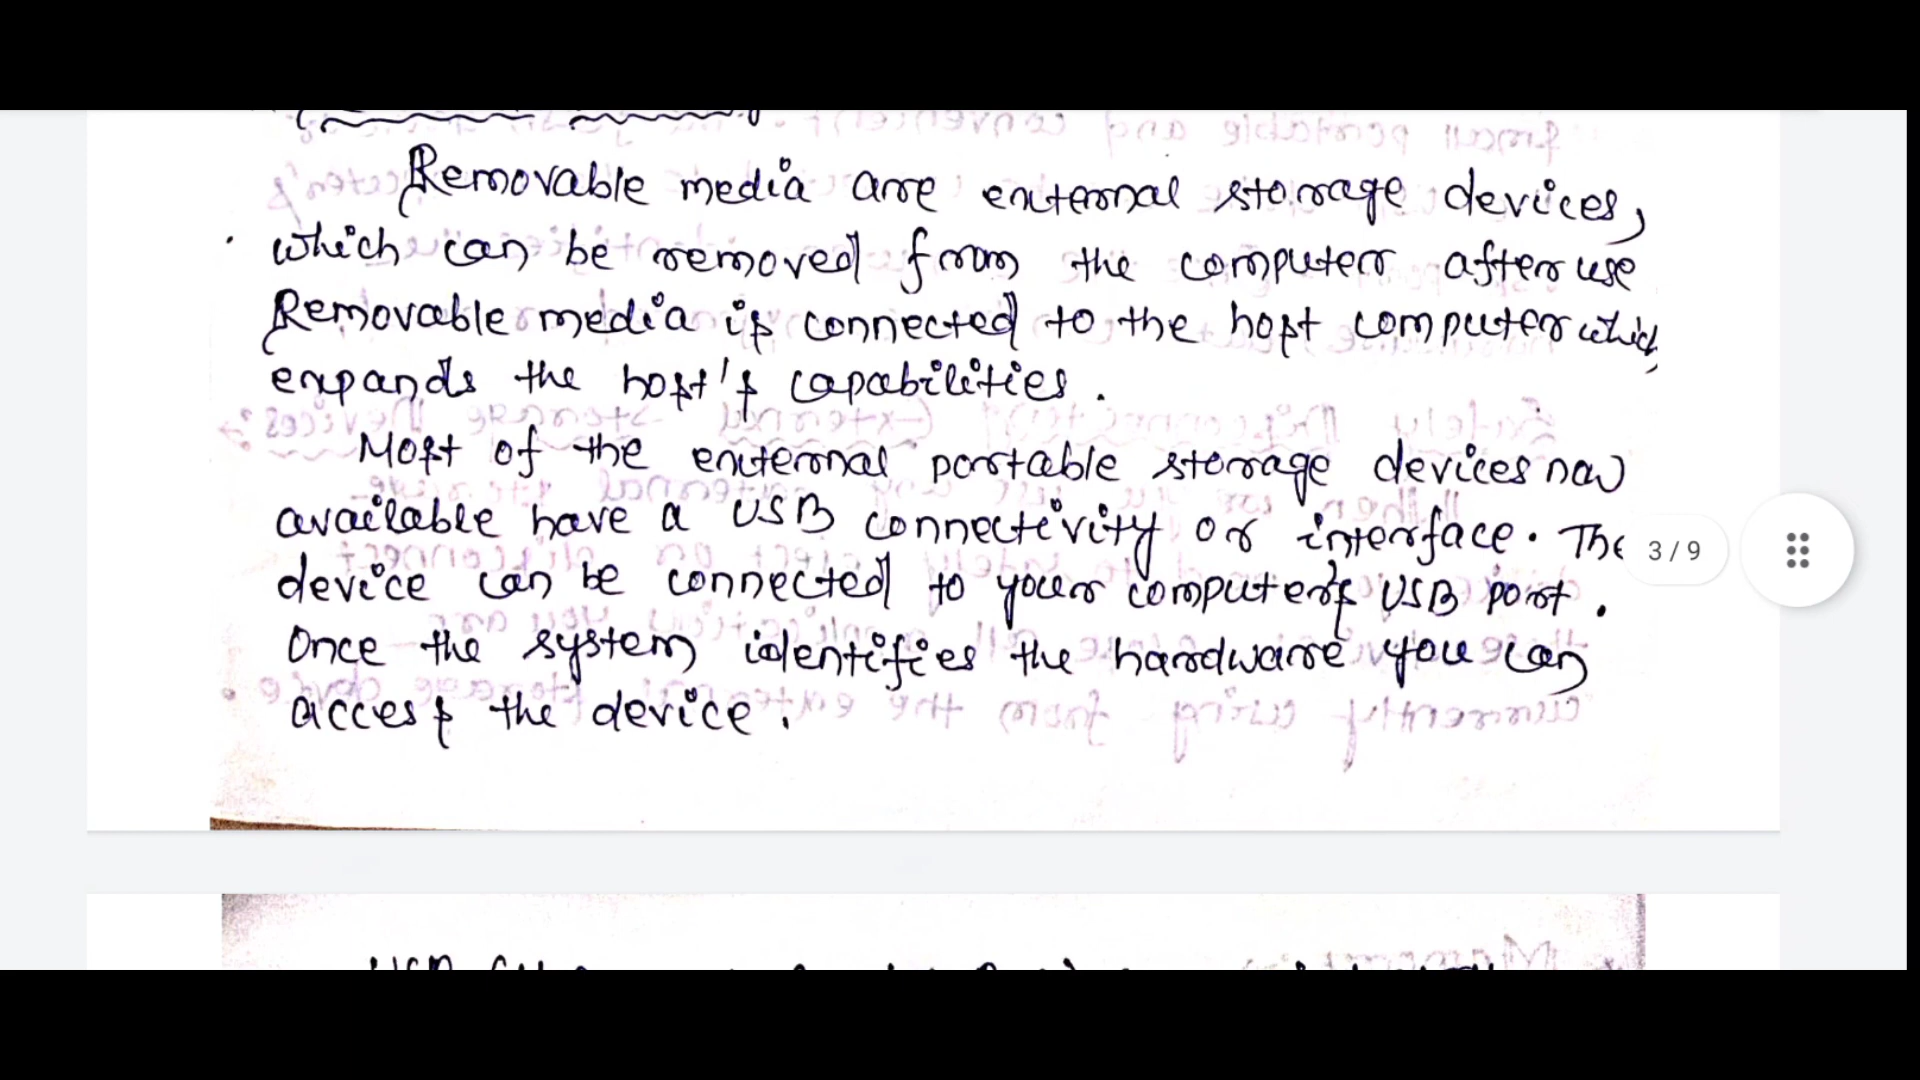 Removable media are external storage devices,
which can be removed from the computer after use
Removable media is connected to the host computer which
expands the host's capabilities.
Most of the external portable storage devices now
available have a USB connectivity or interface. The
device can be connected to your computer's USB port.
Once the system identifies the hardware you can
access the device.
3/9